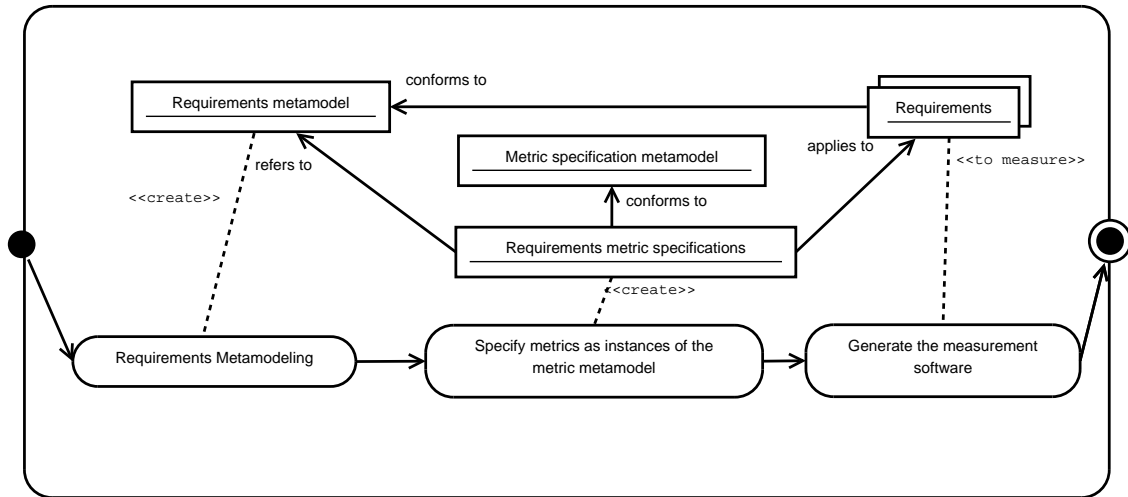 conforms to
Requirements metamodel
Requirements
refers to
Metric specification metamodel
applies to
<<to measure>>
<<create>>
conforms to
Requirements metric specifications
<<create>>
Requirements Metamodeling
Specify metrics as instances of the
metric metamodel
Generate the measurement
software